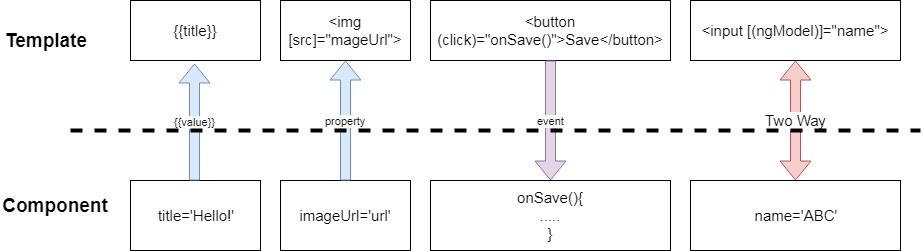 Template
{{title}}
<img
[src]="mageUrl">
<button
(click)="onSave()">Save</button>
<input [(ngModel)]="name">
{{value}}
property
event
Two Way
Component
title='Hello!'
imageUrl='url'
onSave(){
.....
}
name='ABC'